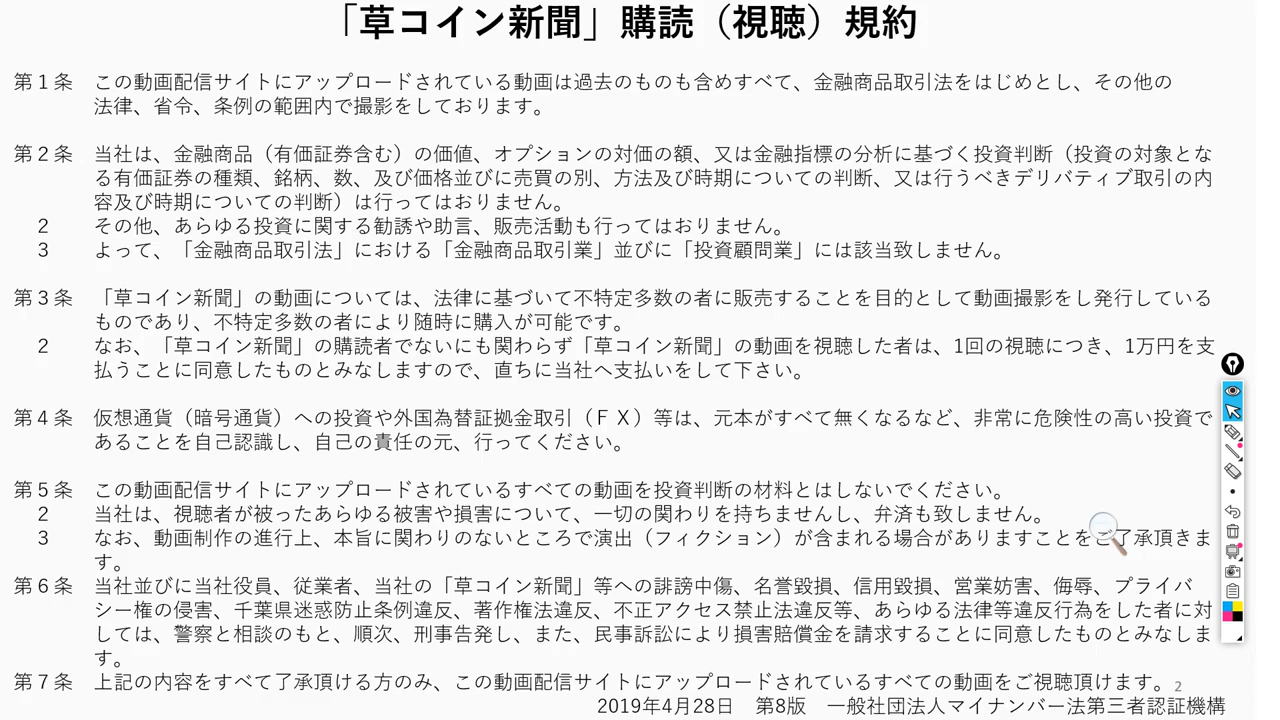 「草コイン新聞」購読（視聴）規約
第１条　この動画配信サイトにアップロードされている動画は過去のものも含めすべて、金融商品取引法をはじめとし、その他の
法律、省令、条例の範囲内で撮影をしております。
第２条　当社は、金融商品（有価証券含む）の価値、オプションの対価の額、又は金融指標の分析に基づく投資判断（投資の対象とな
る有価証券の種類、銘柄、数、及び価格並びに売買の別、方法及び時期についての判断、又は行うべきデリバティブ取引の内
容及び時期についての判断）は行ってはおりません。
2　その他、あらゆる投資に関する勧誘や助言、販売活動も行ってはおりません。
3　よって、「金融商品取引法」における「金融商品取引業」並びに「投資顧問業」には該当致しません。
第３条　「草コイン新聞」の動画については、法律に基づいて不特定多数の者に販売することを目的として動画撮影をし発行している
ものであり、不特定多数の者により随時に購入が可能です。
2　なお、「草コイン新聞」の購読者でないにも関わらず「草コイン新聞」の動画を視聴した者は、1回の視聴につき、1万円を支
払うことに同意したものとみなしますので、直ちに当社へ支払いをして下さい。
第４条　仮想通貨（暗号通貨）への投資や外国為替証拠金取引（ＦＸ）等は、元本がすべて無くなるなど、非常に危険性の高い投資で
あることを自己認識し、自己の責任の元、行ってください。
第５条　この動画配信サイトにアップロードされているすべての動画を投資判断の材料とはしないでください。
2　当社は、視聴者が被ったあらゆる被害や損害について、一切の関わりを持ちませんし、弁済も致しません。
3　なお、動画制作の進行上、本旨に関わりのないところで演出（フィクション）が含まれる場合がありますことをご了承頂きま
す。
第６条　当社並びに当社役員、従業者、当社の「草コイン新聞」等への誹謗中傷、名誉毀損、信用毀損、営業妨害、侮辱、プライバ
シー権の侵害、千葉県迷惑防止条例違反、著作権法違反、不正アクセス禁止法違反等、あらゆる法律等違反行為をした者に対
しては、警察と相談のもと、順次、刑事告発し、また、民事訴訟により損害賠償金を請求することに同意したものとみなしま
す。
第７条　上記の内容をすべて了承頂ける方のみ、この動画配信サイトにアップロードされているすべての動画をご視聴頂けます。
2
2019年4月28日　第8版　一般社団法人マイナンバー法第三者認証機構